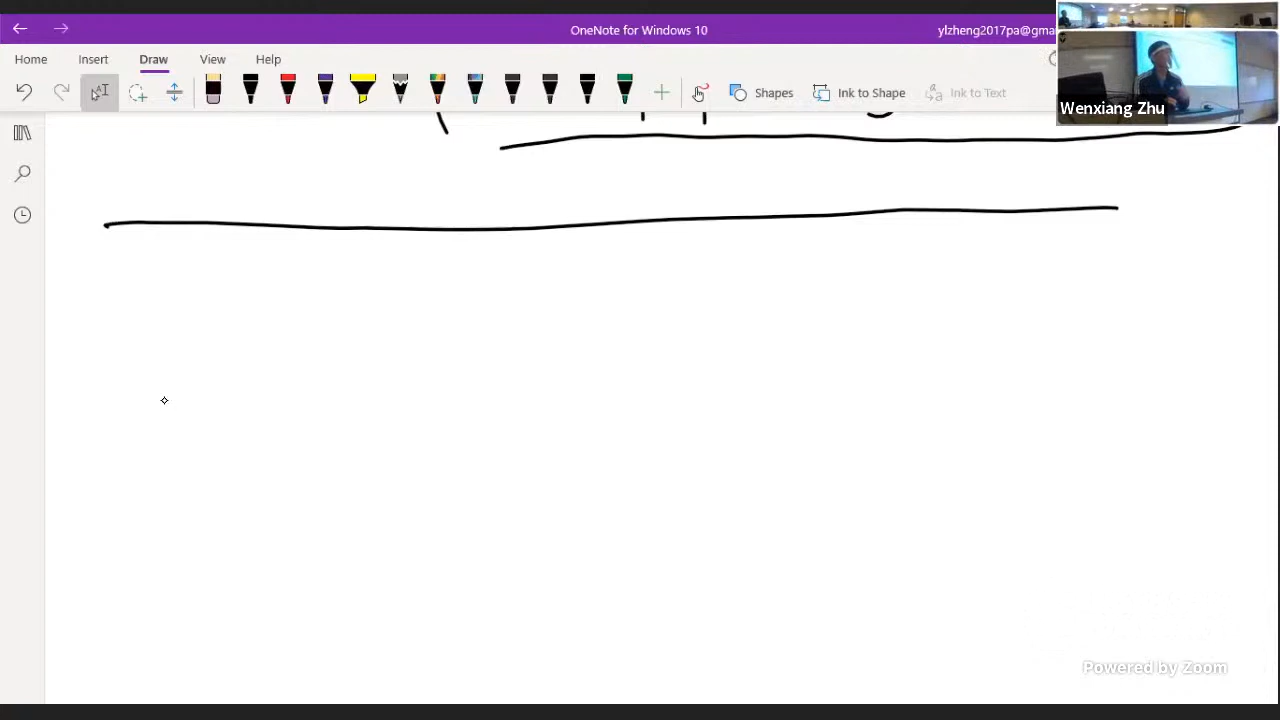 OneNote for Windows 10
ylzheng2017pa@gma
Home Insert Draw View Help
Shapes Ink to Shape Ink to Text
Wenxiang Zhu
Powered by Zoom